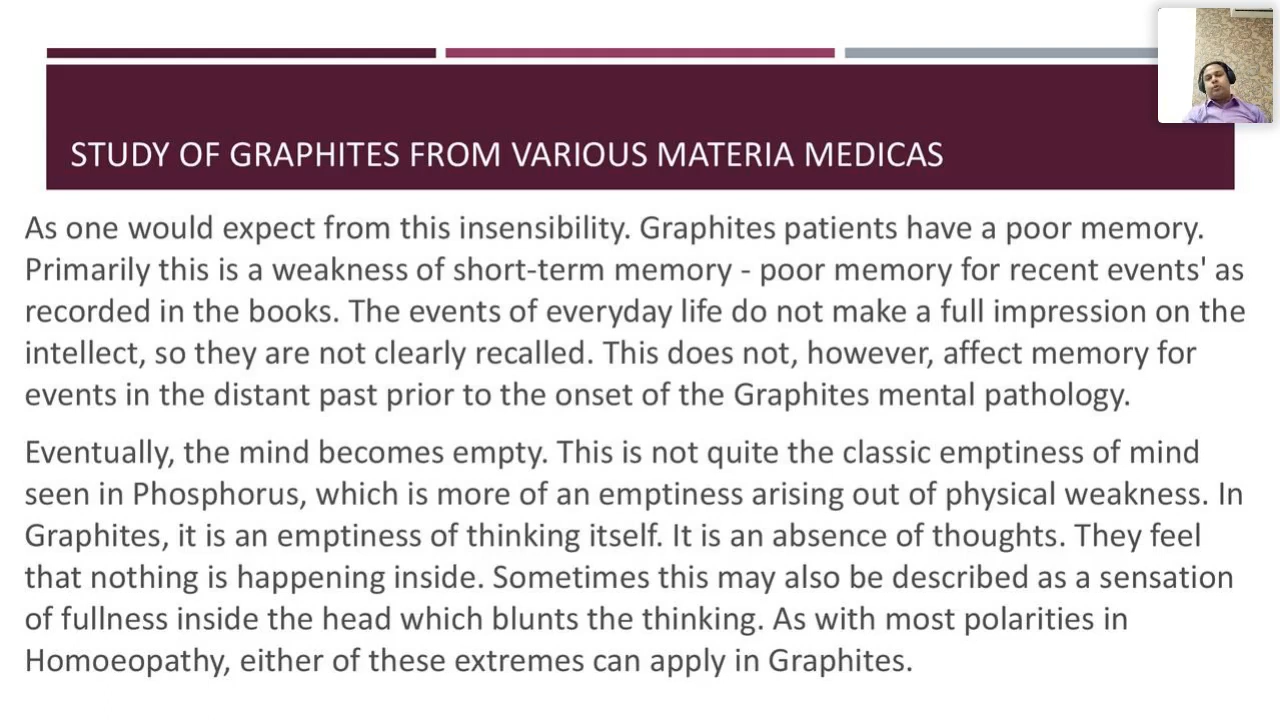 STUDY OF GRAPHITES FROM VARIOUS MATERIA MEDICAS
As one would expect from this insensibility. Graphites patients have a poor memory.
Primarily this is a weakness of short-term memory - poor memory for recent events' as
recorded in the books. The events of everyday life do not make a full impression on the
intellect, so they are not clearly recalled. This does not, however, affect memory for
events in the distant past prior to the onset of the Graphites mental pathology.
Eventually, the mind becomes empty. This is not quite the classic emptiness of mind
seen in Phosphorus, which is more of an emptiness arising out of physical weakness. In
Graphites, it is an emptiness of thinking itself. It is an absence of thoughts. They feel
that nothing is happening inside. Sometimes this may also be described as a sensation
of fullness inside the head which blunts the thinking. As with most polarities in
Homoeopathy, either of these extremes can apply in Graphites.